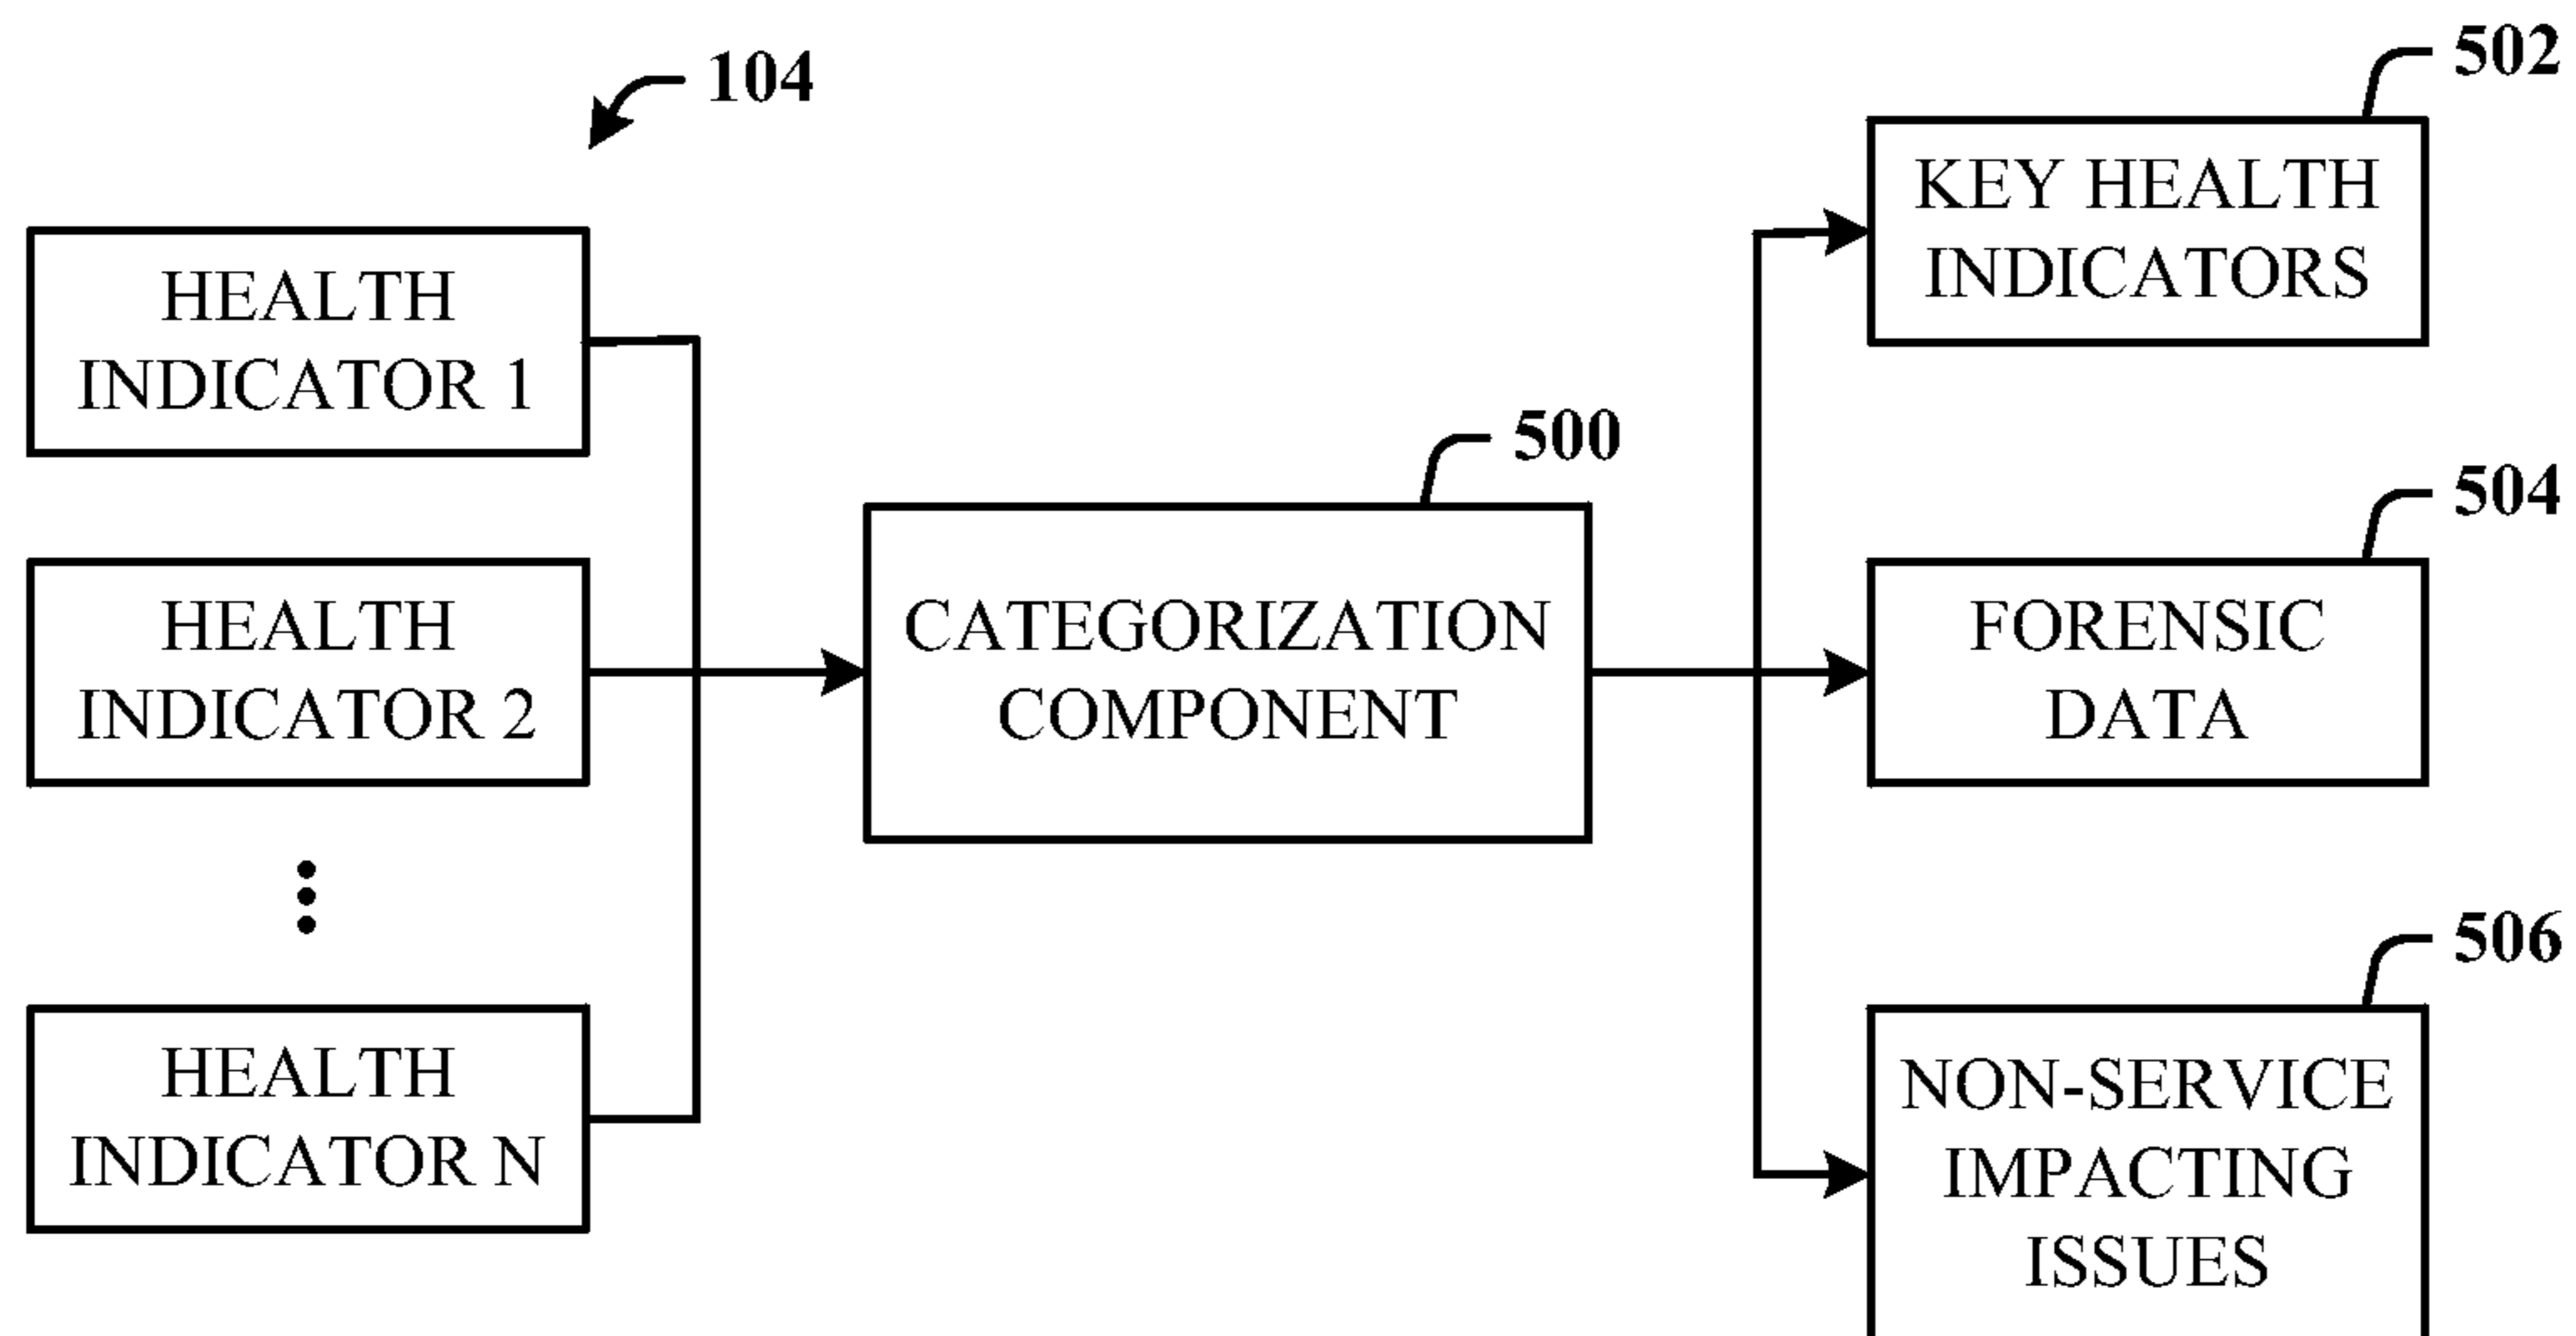 104
HEALTH
INDICATOR 1
HEALTH
INDICATOR 2
HEALTH
INDICATOR N
500
CATEGORIZATION
COMPONENT
502
KEY HEALTH
INDICATORS
504
FORENSIC
DATA
506
NON-SERVICE
IMPACTING
ISSUES